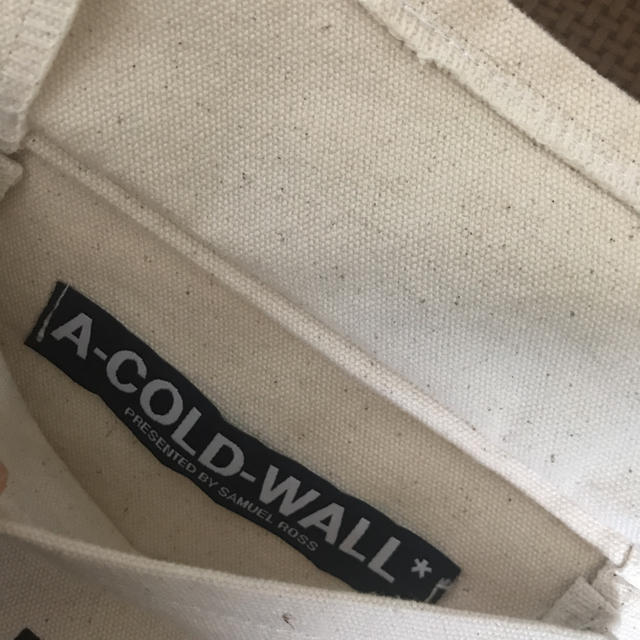 A-COLD-WALL*
PRESENTED BY SAMUEL ROSS